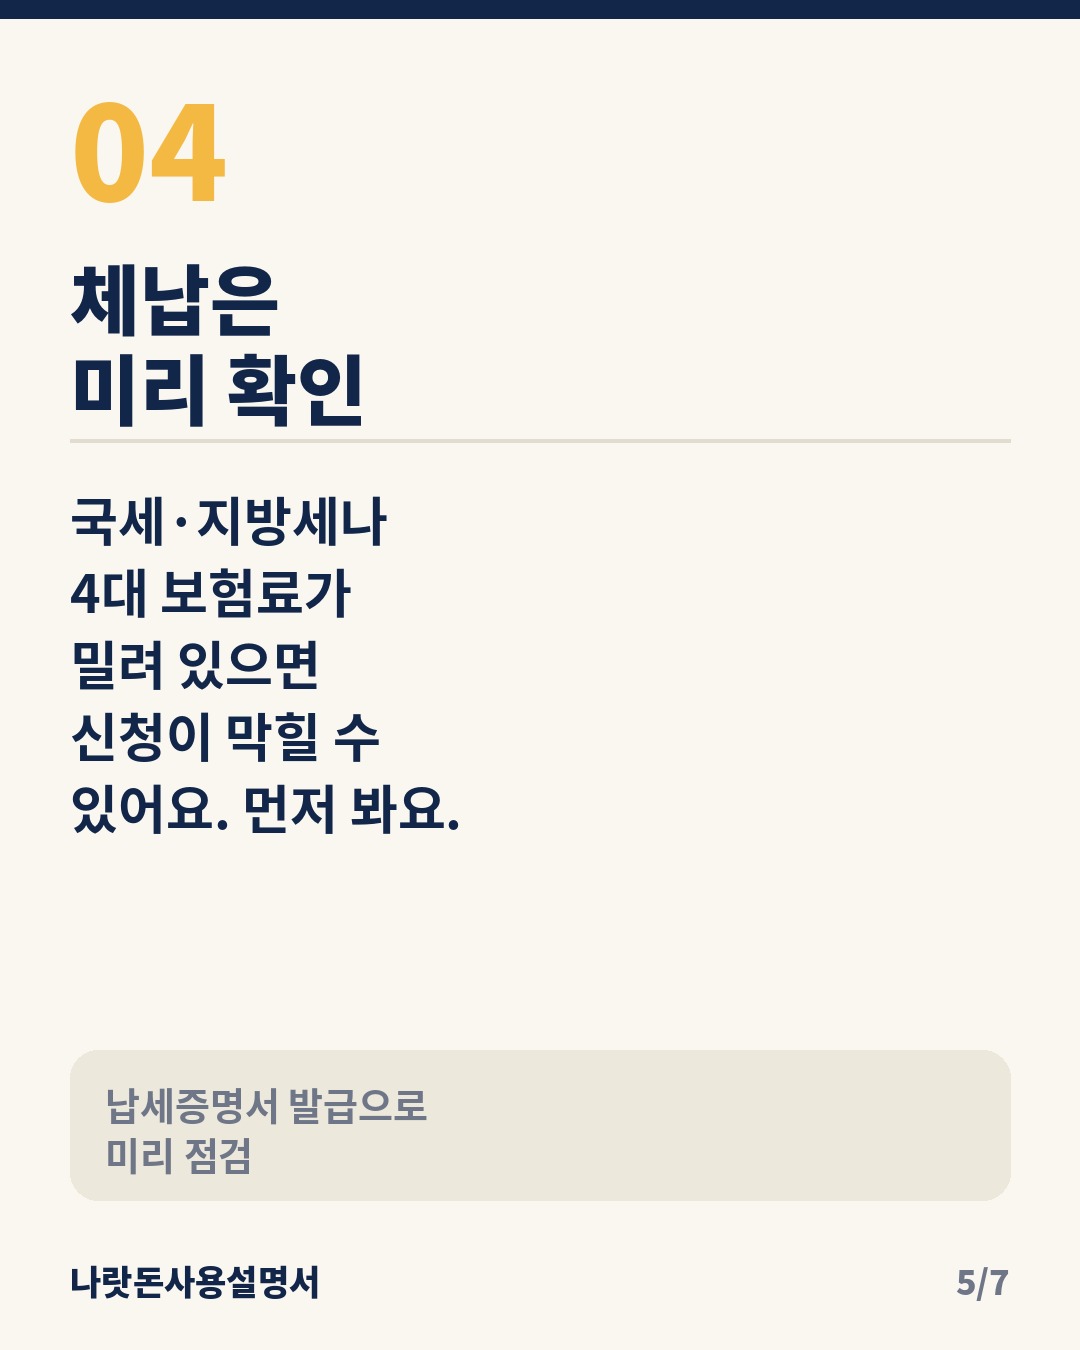 04
체납은
미리 확인
국세·지방세나
4대 보험료가
밀려 있으면
신청이 막힐 수
있어요. 먼저 봐요.
납세증명서 발급으로
미리 점검
나랏돈사용설명서
5/7